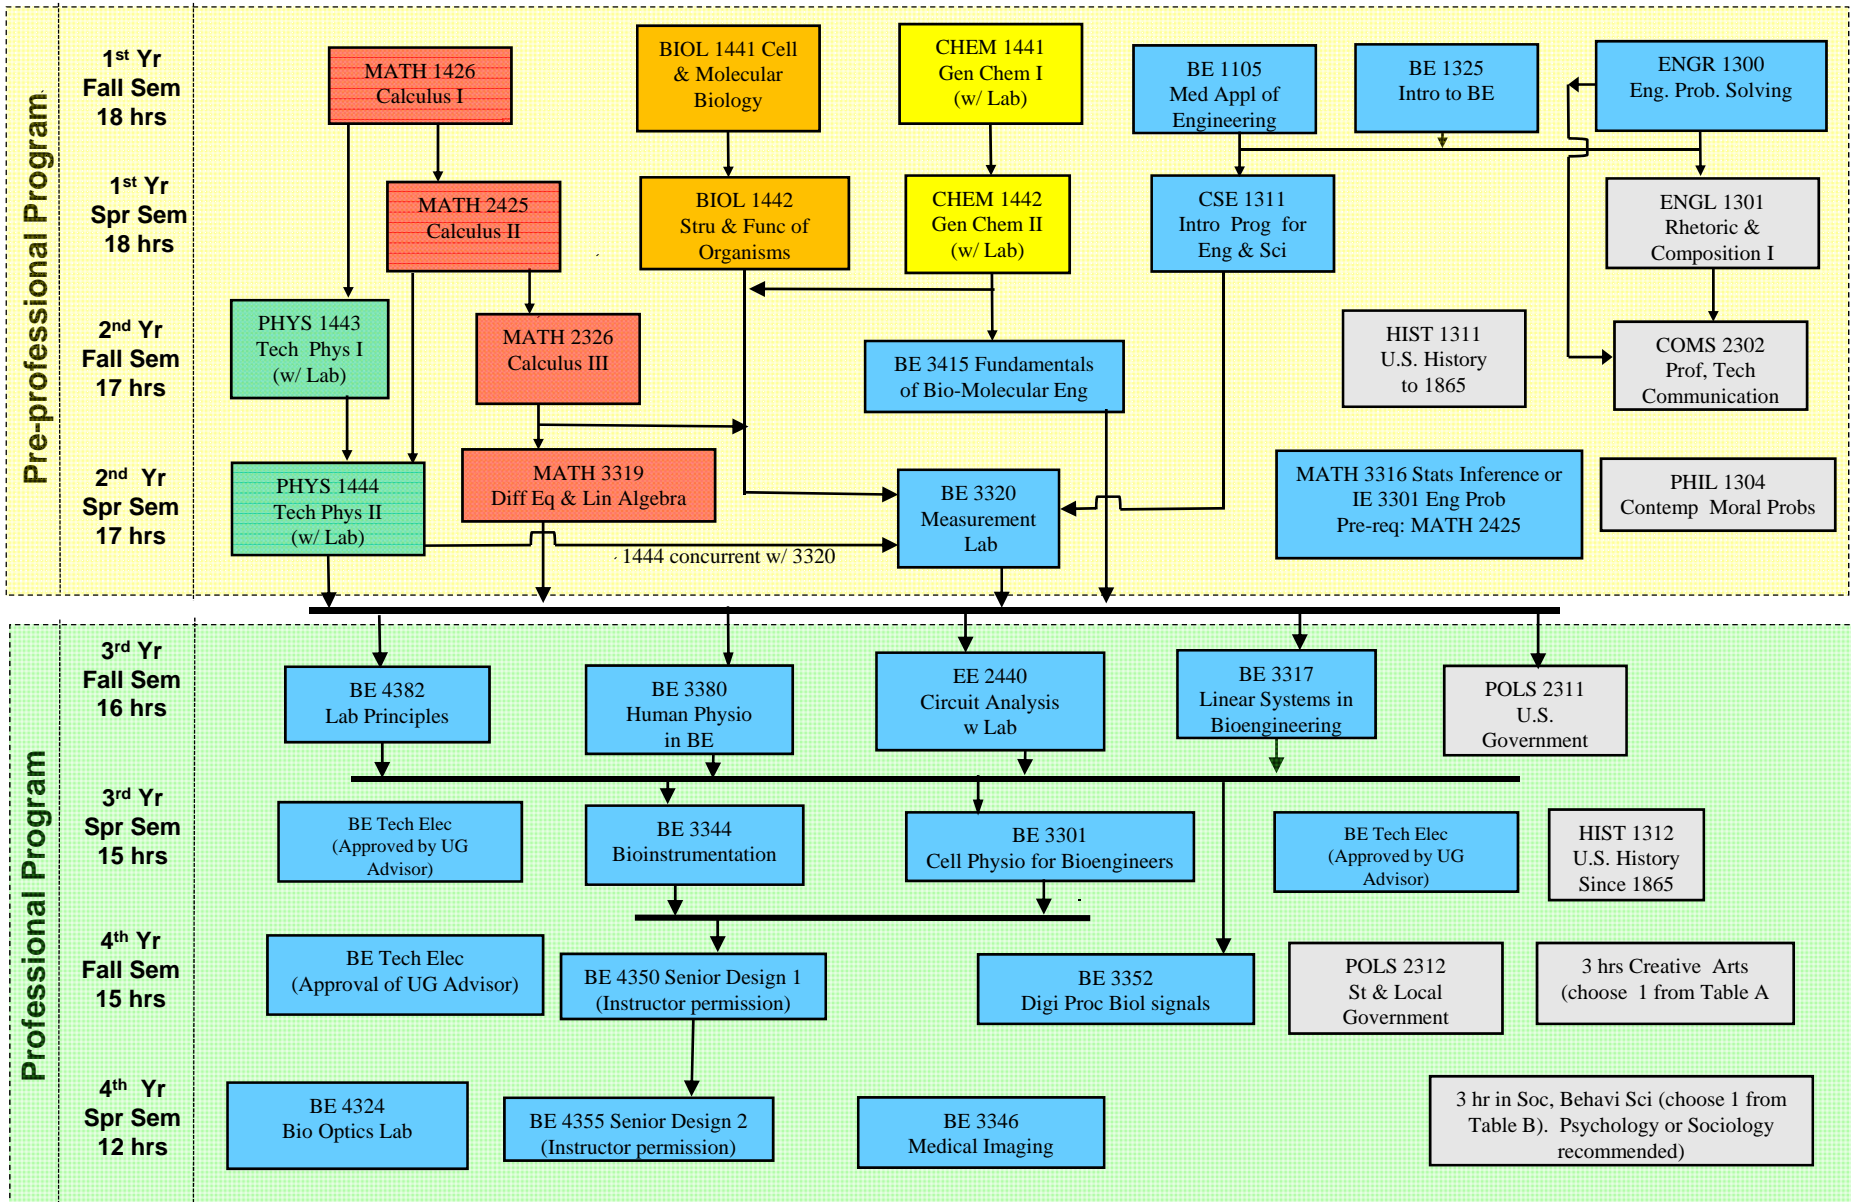 Pre-professional Program
1st Yr
Fall Sem
18 hrs
MATH 1426
Calculus I
BIOL 1441 Cell
& Molecular
Biology
CHEM 1441
Gen Chem I
(w/ Lab)
BE 1105
Med Appl of
Engineering
BE 1325
Intro to BE
ENGR 1300
Eng. Prob. Solving
1st Yr
Spr Sem
18 hrs
MATH 2425
Calculus II
BIOL 1442
Stru & Func of
Organisms
CHEM 1442
Gen Chem II
(w/ Lab)
CSE 1311
Intro Prog for
Eng & Sci
ENGL 1301
Rhetoric &
Composition I
2nd Yr
Fall Sem
17 hrs
PHYS 1443
Tech Phys I
(w/ Lab)
MATH 2326
Calculus III
BE 3415 Fundamentals
of Bio-Molecular Eng
HIST 1311
U.S. History
to 1865
COMS 2302
Prof, Tech
Communication
2nd Yr
Spr Sem
17 hrs
PHYS 1444
Tech Phys II
(w/ Lab)
MATH 3319
Diff Eq & Lin Algebra
1444 concurrent w/ 3320
BE 3320
Measurement
Lab
MATH 3316 Stats Inference or
IE 3301 Eng Prob
Pre-req: MATH 2425
PHIL 1304
Contemp Moral Probs
Professional Program
3rd Yr
Fall Sem
16 hrs
BE 4382
Lab Principles
BE 3380
Human Physio
in BE
EE 2440
Circuit Analysis
w Lab
BE 3317
Linear Systems in
Bioengineering
POLS 2311
U.S.
Government
3rd Yr
Spr Sem
15 hrs
BE Tech Elec
(Approved by UG
Advisor)
BE 3344
Bioinstrumentation
BE 3301
Cell Physio for Bioengineers
BE Tech Elec
(Approved by UG
Advisor)
HIST 1312
U.S. History
Since 1865
4th Yr
Fall Sem
15 hrs
BE Tech Elec
(Approval of UG Advisor)
BE 4350 Senior Design 1
(Instructor permission)
BE 3352
Digi Proc Biol signals
POLS 2312
St & Local
Government
3 hrs Creative Arts
(choose 1 from Table A
4th Yr
Spr Sem
12 hrs
BE 4324
Bio Optics Lab
BE 4355 Senior Design 2
(Instructor permission)
BE 3346
Medical Imaging
3 hr in Soc, Behavi Sci (choose 1 from
Table B). Psychology or Sociology
recommended)